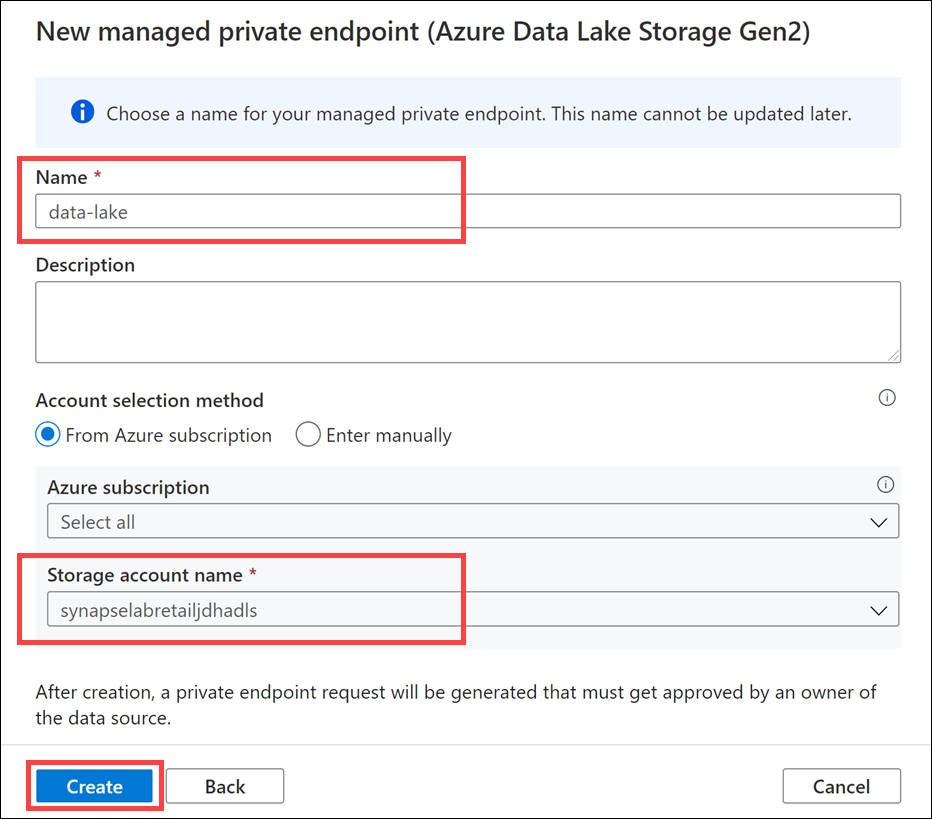 New managed private endpoint (Azure Data Lake Storage Gen2)
Choose a name for your managed private endpoint. This name cannot be updated later.
Name *
data-lake
Description
Account selection method
From Azure subscription
Enter manually
Azure subscription
Select all
Storage account name *
synapselabretailjdhadls
After creation, a private endpoint request will be generated that must get approved by an owner of
the data source.
Create
Back
Cancel